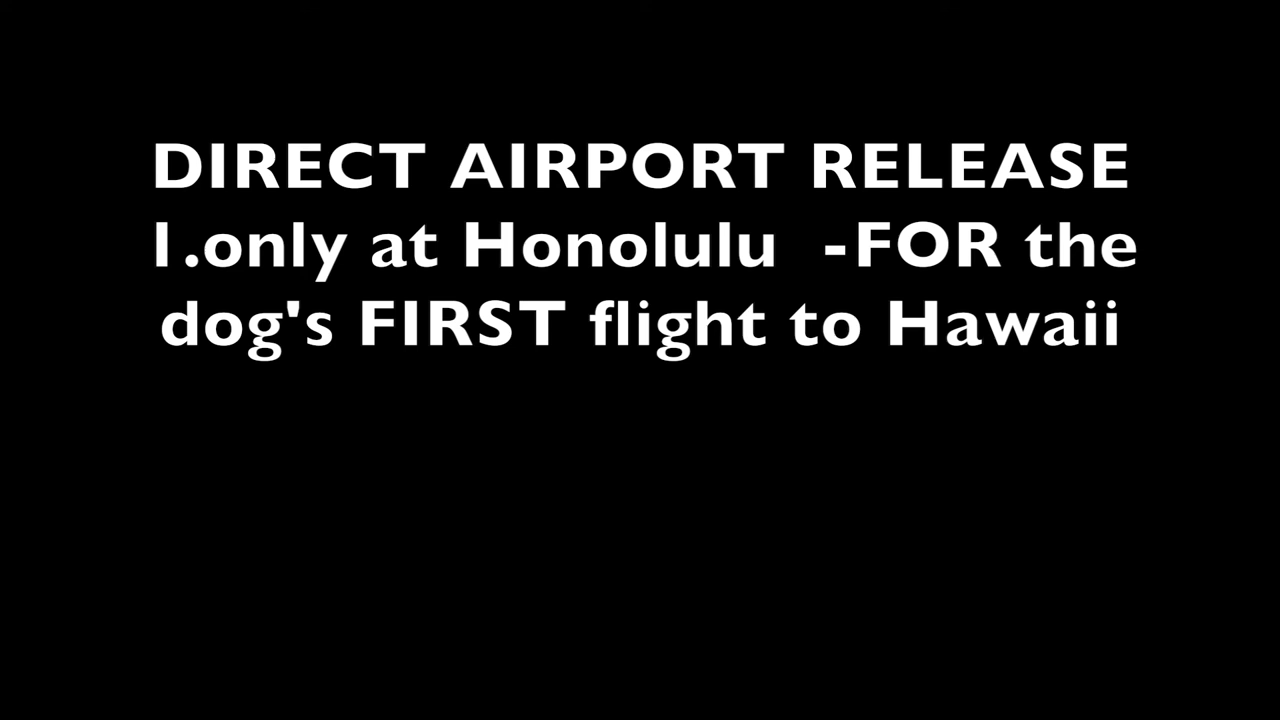 DIRECT AIRPORT RELEASE
1.only at Honolulu  -FOR the
dog's FIRST flight to Hawaii